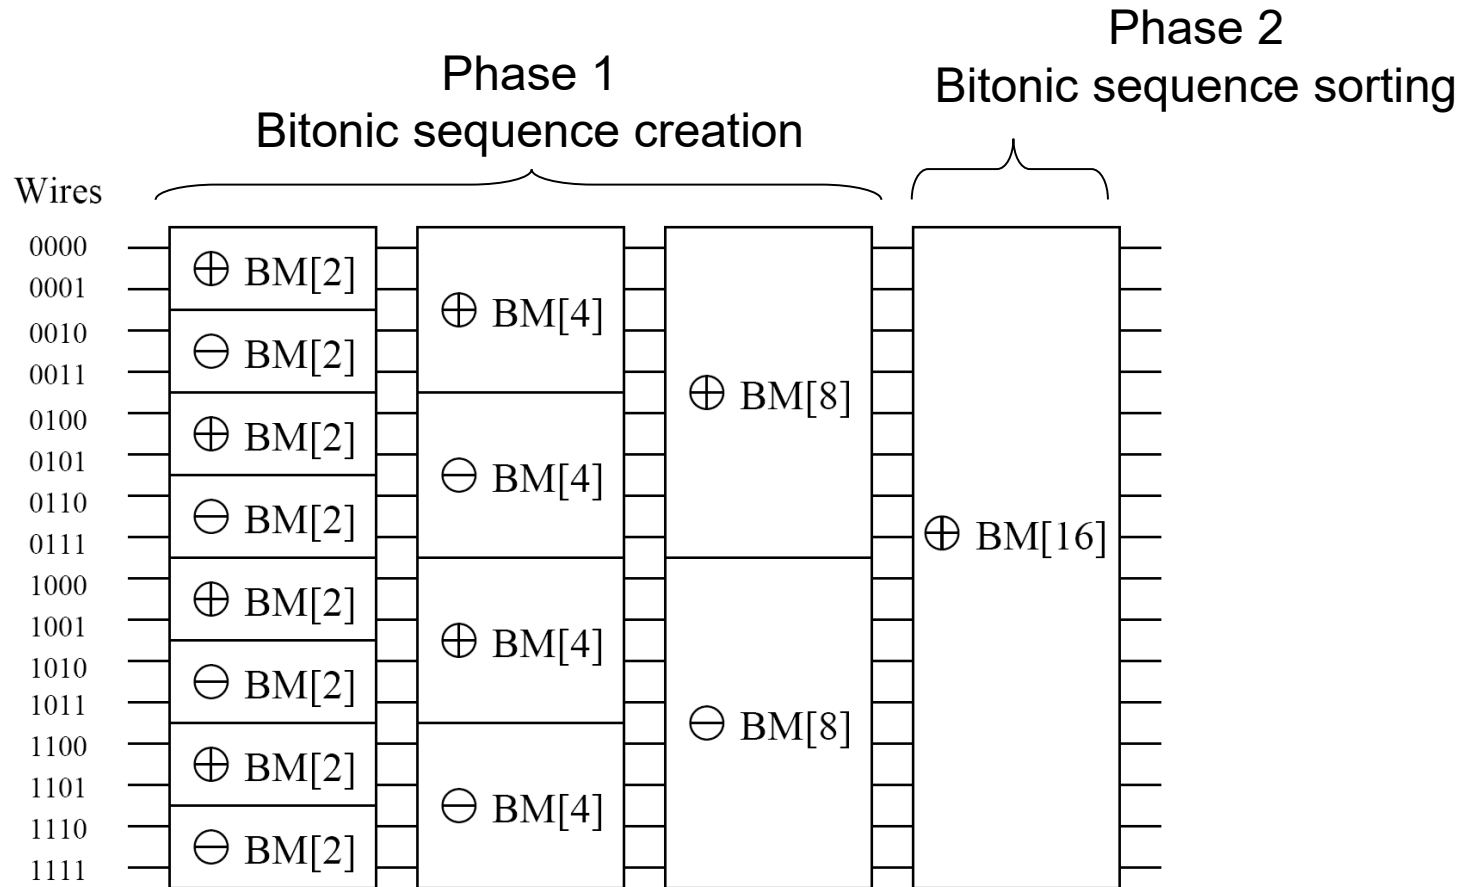 Phase 1
Bitonic sequence creation
Phase 2
Bitonic sequence sorting
Wires
0000
0001
0010
0011
0100
0101
0110
0111
1000
1001
1010
1011
1100
1101
1110
1111
⊕ BM[2]
⊖ BM[2]
⊕ BM[2]
⊖ BM[2]
⊕ BM[2]
⊖ BM[2]
⊕ BM[2]
⊖ BM[2]
⊕ BM[4]
⊖ BM[4]
⊕ BM[4]
⊖ BM[4]
⊕ BM[8]
⊖ BM[8]
⊕ BM[16]